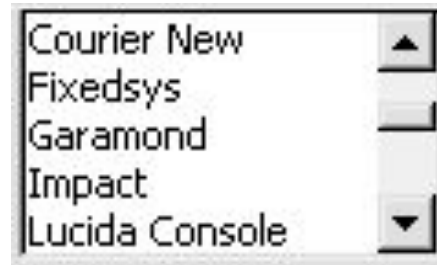 Courier New
Fixedsys
Garamond
Impact
Lucida Console